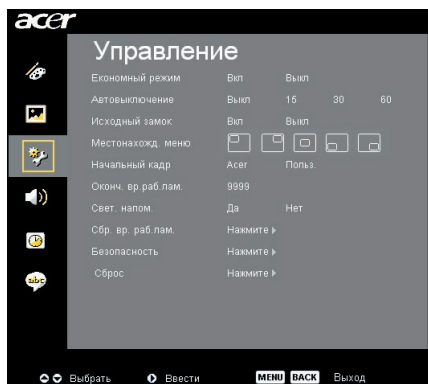 acer
Управление
Економный режим Вкл Выкл
Автовыключение Выкл 15 30 60
Исходный замок Вкл Выкл
Местонахожд. меню
Начальный кадр Acer Польз.
Оконч. вр.раб.лам. 9999
Свет. напом. Да Нет
Сбр. вр. раб.лам. Нажмите
Безопасность Нажмите
Сброс Нажмите
abc
Выбрать Ввести MENU BACK Выход